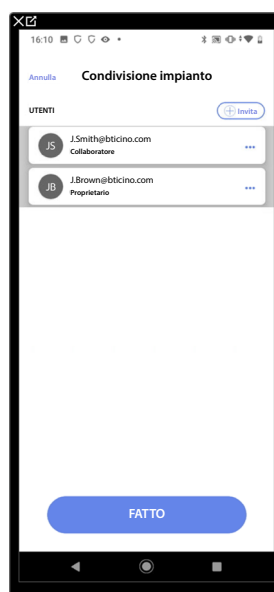 16:10
Annulla Condivisione impianto
UTENTI Invita
JS J.Smith@bticino.com
Collaboratore
JB J.Brown@bticino.com
Proprietario
FATTO